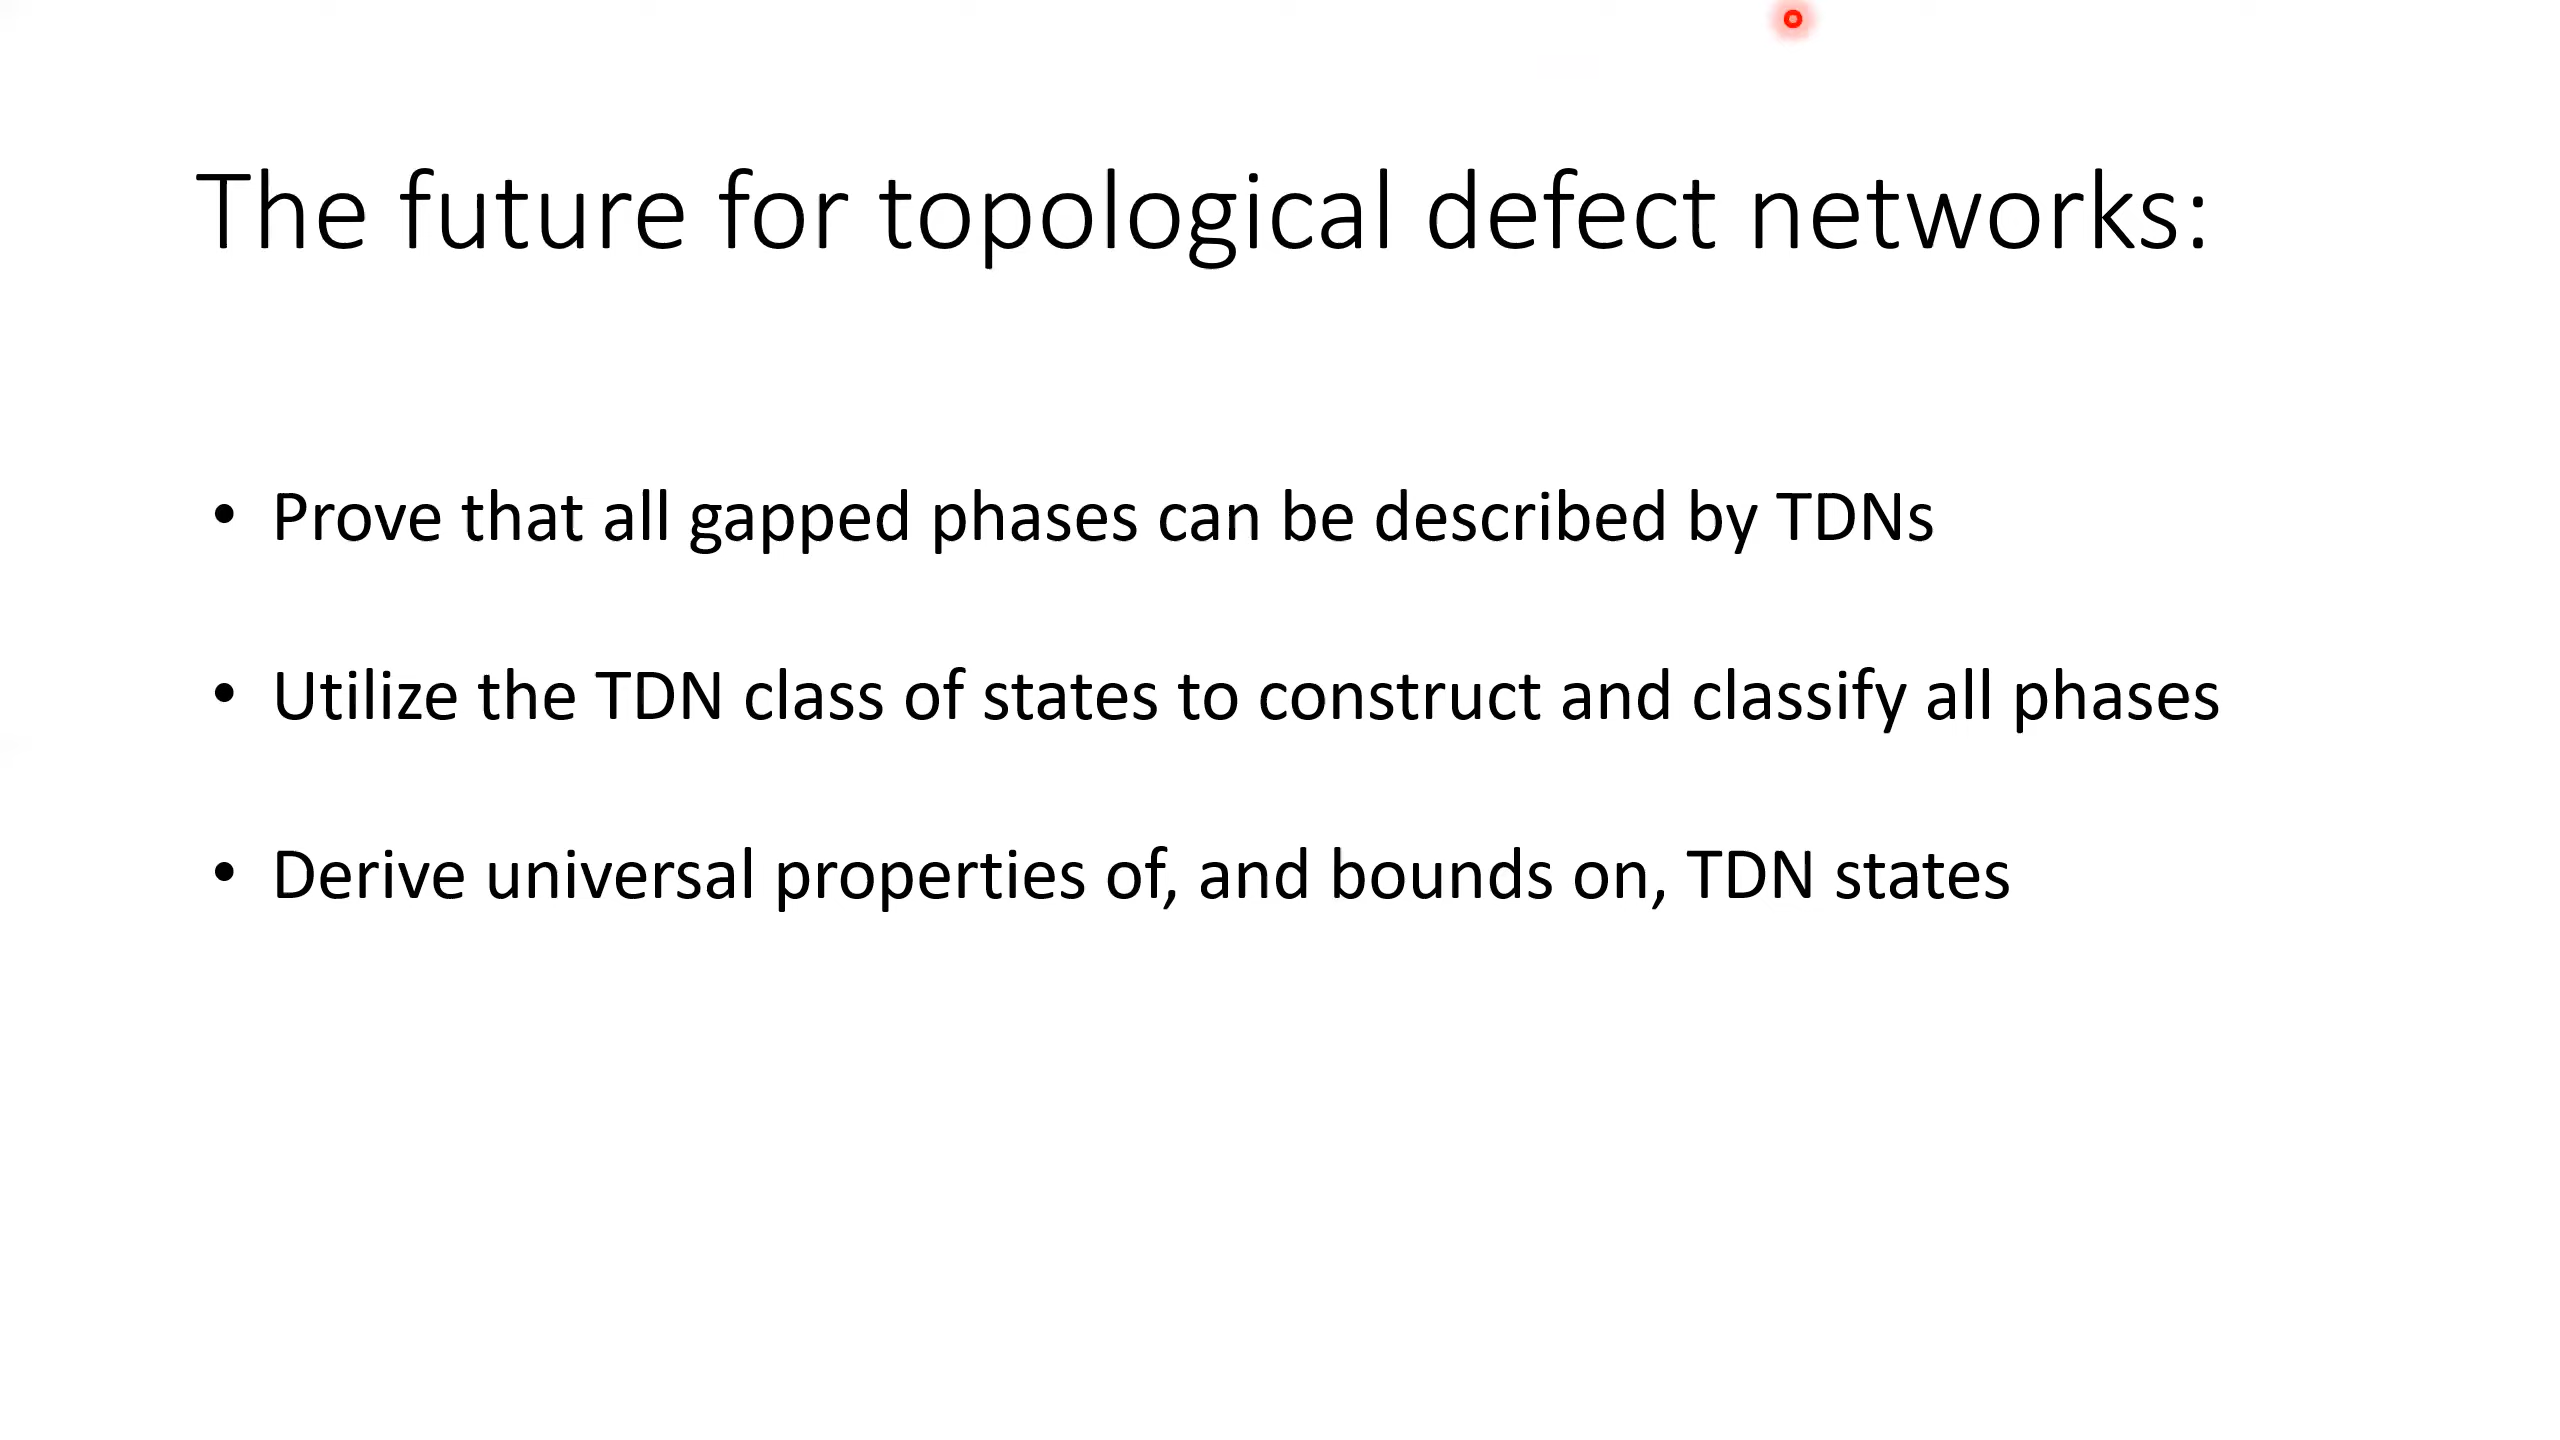 The future for topological defect networks:
• Prove that all gapped phases can be described by TDNs
• Utilize the TDN class of states to construct and classify all phases
• Derive universal properties of, and bounds on, TDN states